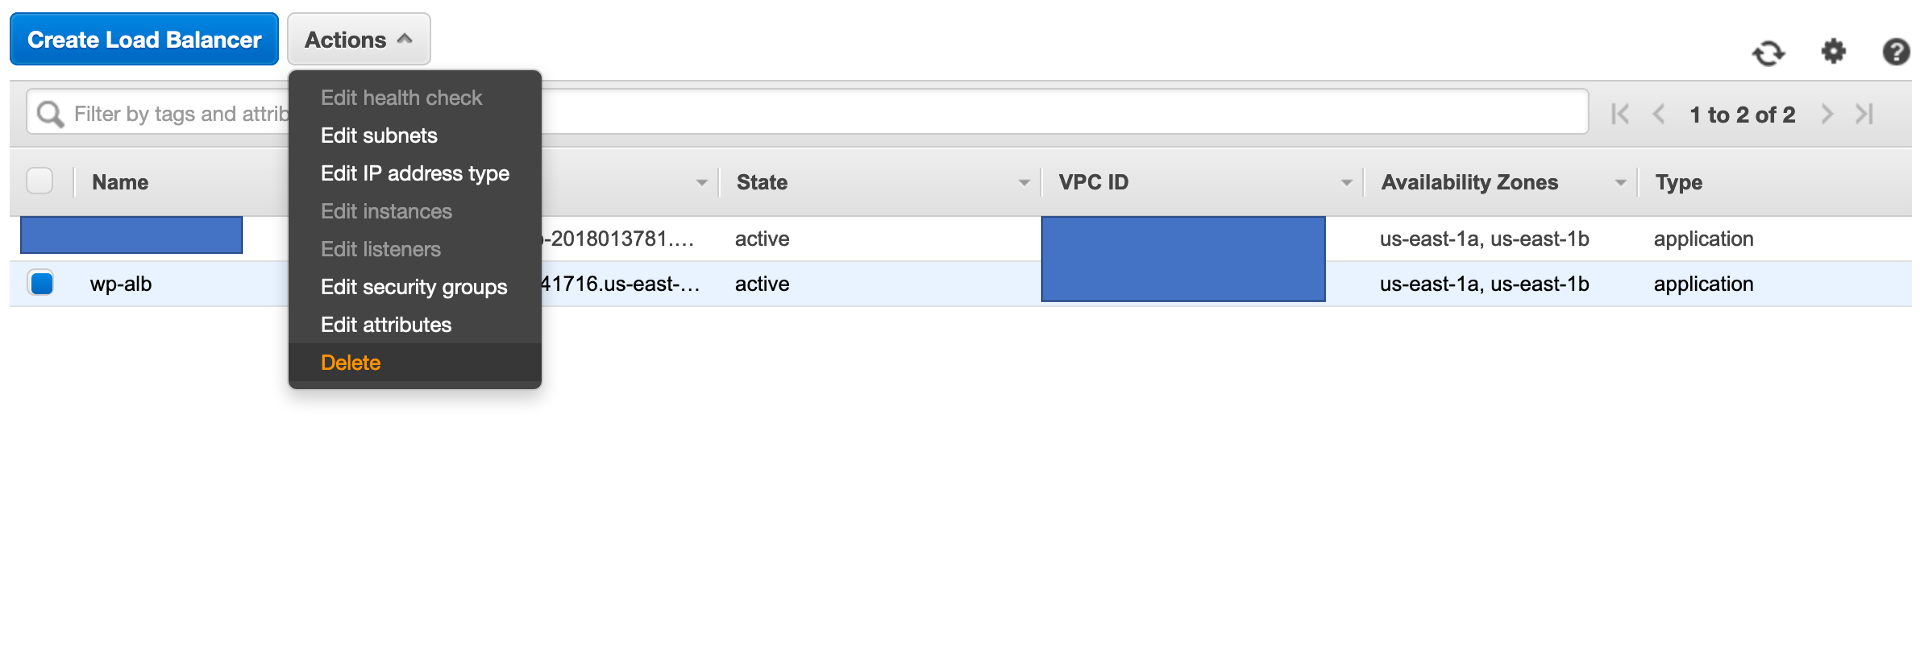 Create Load Balancer Actions
Edit health check
Filter by tags and attrib
1 to 2 of 2
Edit subnets
Edit IP address type
Name State VPC ID Availability Zones Type
Edit instances
-2018013781.... active us-east-1a, us-east-1b application
Edit listeners
wp-alb 41716.us-east-... active us-east-1a, us-east-1b application
Edit security groups
Edit attributes
Delete